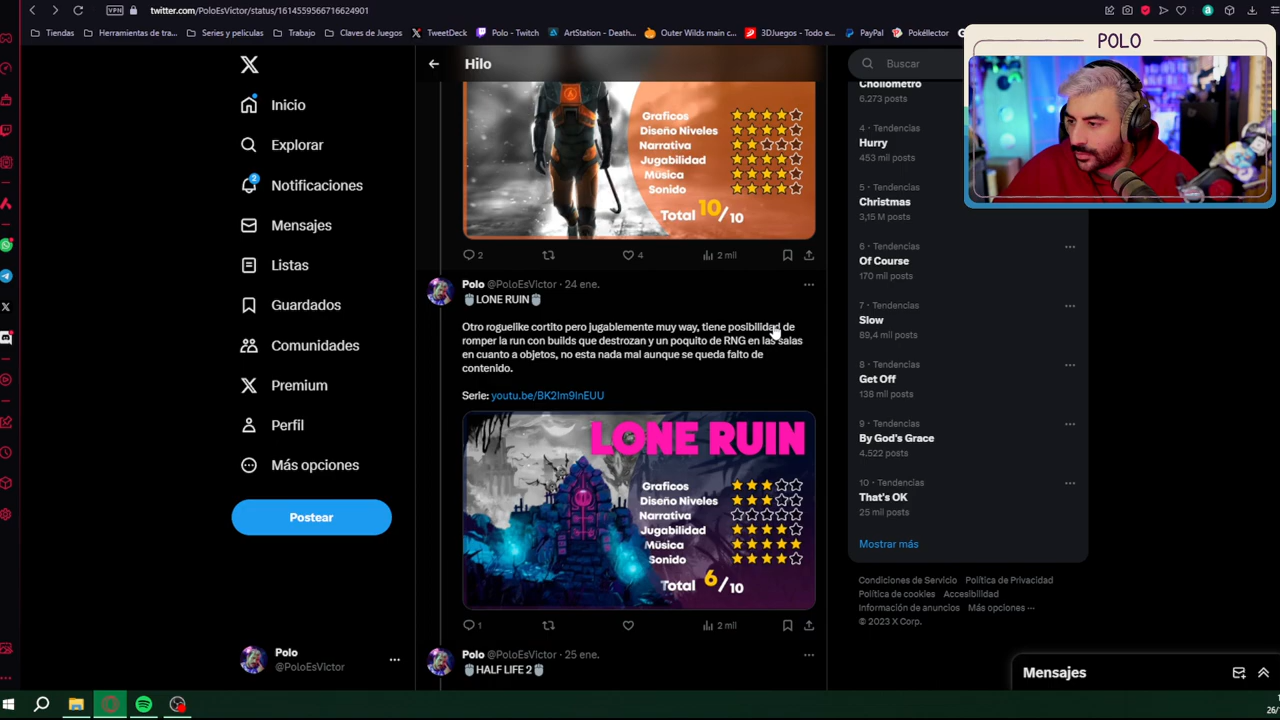 twitter.com/PoloEsVictor/status/1614559566716624901
VPN
Tiendas
Herramientas de tra...
Series y peliculas
Trabajo
Claves de Juegos
TweetDeck
Polo - Twitch
ArtStation - Death...
Outer Wilds main c...
3DJuegos - Todo e...
PayPal
Pokéllector
POLO
Inicio
Explorar
2
Notificaciones
Mensajes
Listas
Guardados
Comunidades
Premium
Perfil
Más opciones
Postear
Polo
@PoloEsVictor
Hilo
Graficos
Diseño Niveles
Narrativa
Jugabilidad
Música
Sonido
Total 10/10
2
4
2 mil
Polo @PoloEsVictor · 24 ene.
LONE RUIN
Otro roguelike cortito pero jugablemente muy way, tiene posibilidad de
romper la run con builds que destrozan y un poquito de RNG en las salas
en cuanto a objetos, no esta nada mal aunque se queda falto de
contenido.
Serie: youtu.be/BK2Im9InEUU
LONE RUIN
Graficos
Diseño Niveles
Narrativa
Jugabilidad
Música
Sonido
Total 6/10
1
2 mil
Polo @PoloEsVictor · 25 ene.
HALF LIFE 2
Buscar
Chollometro
6.273 posts
4 · Tendencias
Hurry
453 mil posts
5 · Tendencias
Christmas
3,15 M posts
6 · Tendencias
Of Course
170 mil posts
7 · Tendencias
Slow
89,4 mil posts
8 · Tendencias
Get Off
138 mil posts
9 · Tendencias
By God's Grace
4.522 posts
10 · Tendencias
That's OK
25 mil posts
Mostrar más
Condiciones de Servicio Política de Privacidad
Política de cookies Accesibilidad
Información de anuncios Más opciones ···
© 2023 X Corp.
Mensajes